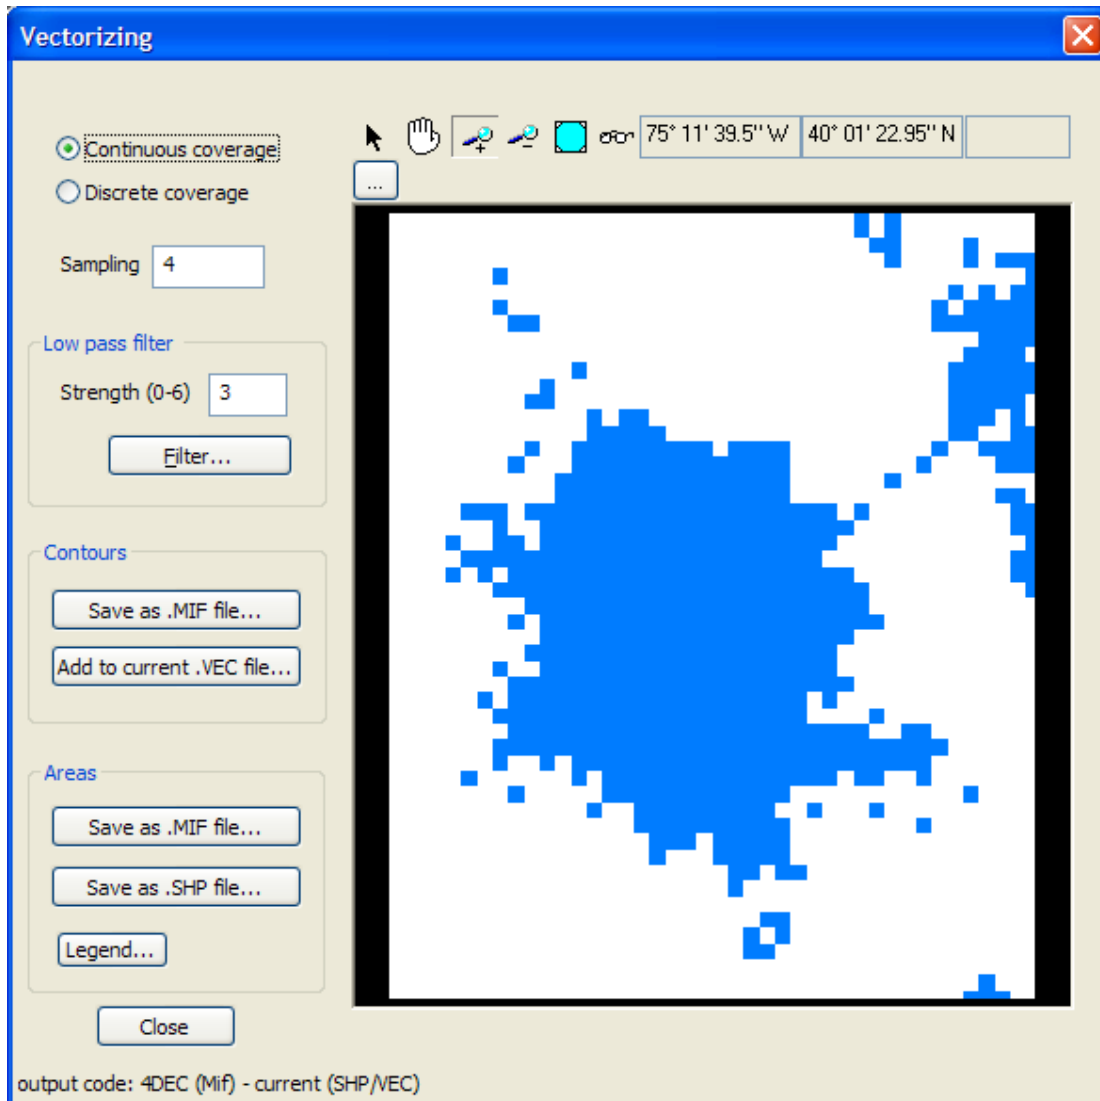 Vectorizing
Continuous coverage
Discrete coverage
75° 11' 39.5" W 40° 01' 22.95" N
...
Sampling 4
Low pass filter
Strength (0-6) 3
Filter...
Contours
Save as .MIF file...
Add to current .VEC file...
Areas
Save as .MIF file...
Save as .SHP file...
Legend...
Close
output code: 4DEC (Mif) - current (SHP/VEC)